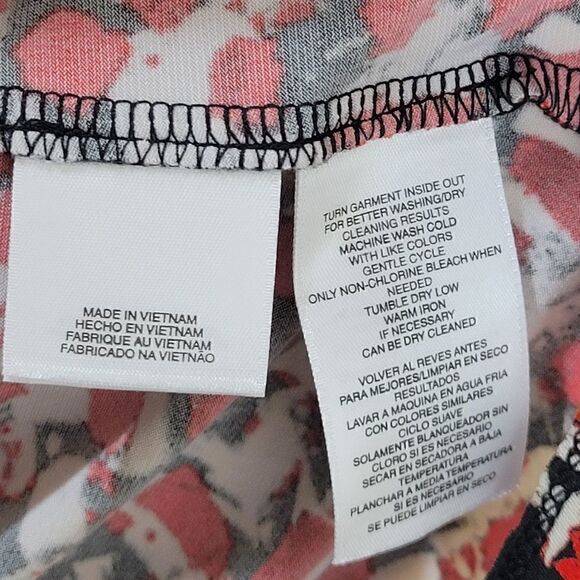 MADE IN VIETNAM
HECHO EN VIETNAM
FABRIQUE AU VIETNAM
FABRICADO NA VIETNÃO
TURN GARMENT INSIDE OUT
FOR BETTER WASHING/DRY
CLEANING RESULTS
MACHINE WASH COLD
WITH LIKE COLORS
GENTLE CYCLE
ONLY NON-CHLORINE BLEACH WHEN
NEEDED
TUMBLE DRY LOW
WARM IRON
IF NECESSARY
CAN BE DRY CLEANED
VOLVER AL REVES ANTES
PARA MEJORES/LIMPIAR EN SECO
RESULTADOS
LAVAR A MAQUINA EN AGUA FRIA
CON COLORES SIMILARES
CICLO SUAVE
SOLAMENTE BLANQUEADOR SIN
CLORO SI ES NECESARIO
SECAR EN SECADORA A BAJA
TEMPERATURA
PLANCHAR A MEDIA TEMPERATURA
SI ES NECESARIO
SE PUEDE LIMPIAR EN SECO